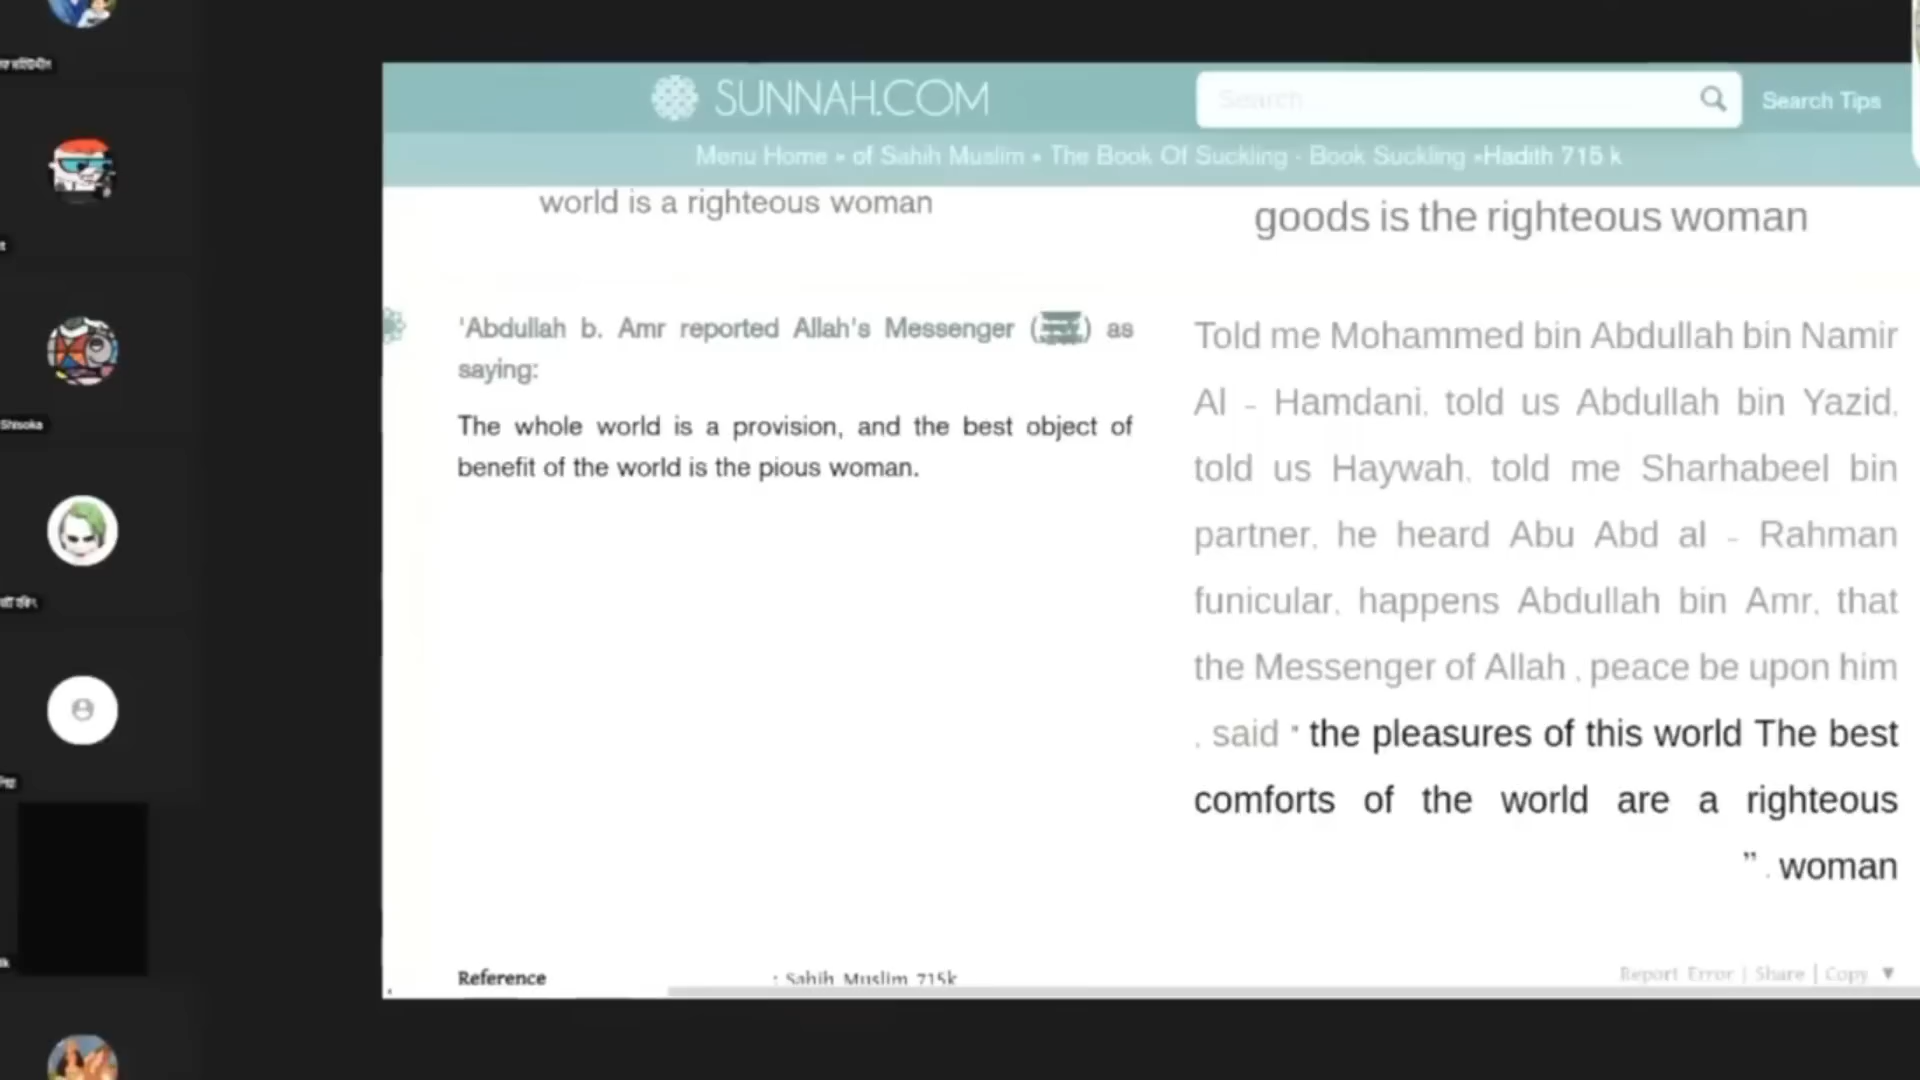 SUNNAH.COM
Search
Search Tips
Menu Home » of Sahih Muslim » The Book Of Suckling - Book Suckling »Hadith 715 k
world is a righteous woman
goods is the righteous woman
'Abdullah b. Amr reported Allah's Messenger () as
saying:
The whole world is a provision, and the best object of
benefit of the world is the pious woman.
Told me Mohammed bin Abdullah bin Namir
Al - Hamdani, told us Abdullah bin Yazid,
told us Haywah, told me Sharhabeel bin
partner, he heard Abu Abd al - Rahman
funicular, happens Abdullah bin Amr, that
the Messenger of Allah , peace be upon him
, said " the pleasures of this world The best
comforts of the world are a righteous
” . woman
Reference : Sahih Muslim 715k
Report Error | Share | Copy ▼
Shisoka